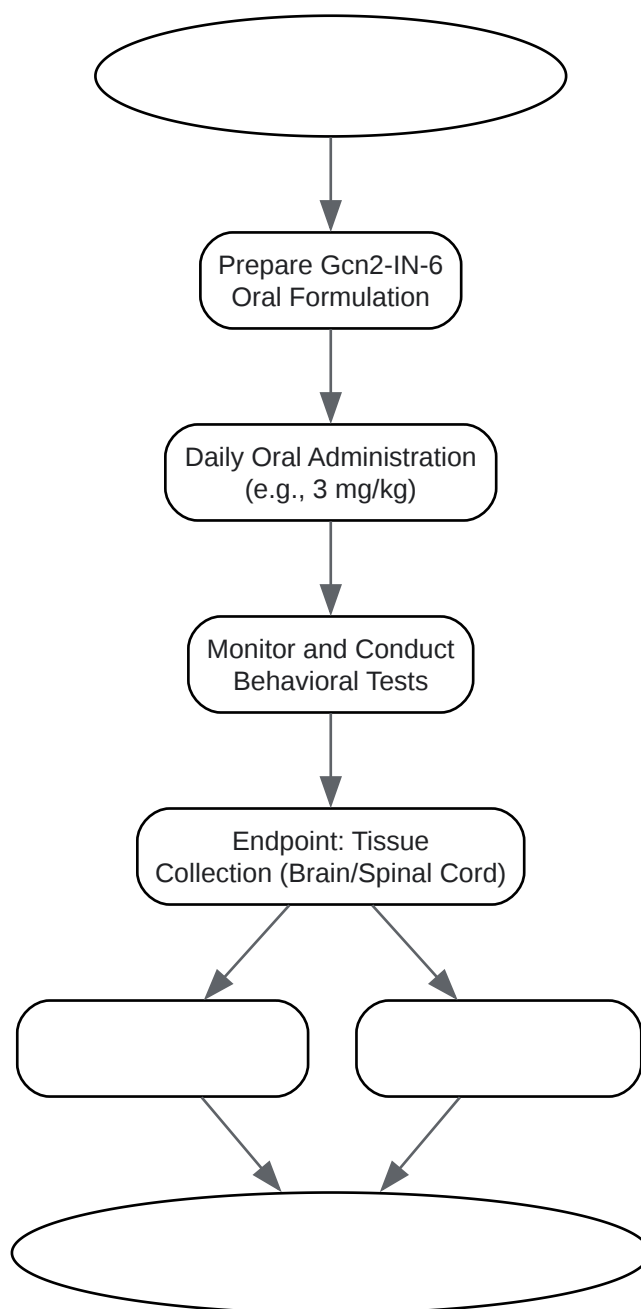 Prepare Gcn2-IN-6
Oral Formulation
Daily Oral Administration
(e.g., 3 mg/kg)
Monitor and Conduct
Behavioral Tests
Endpoint: Tissue
Collection (Brain/Spinal Cord)